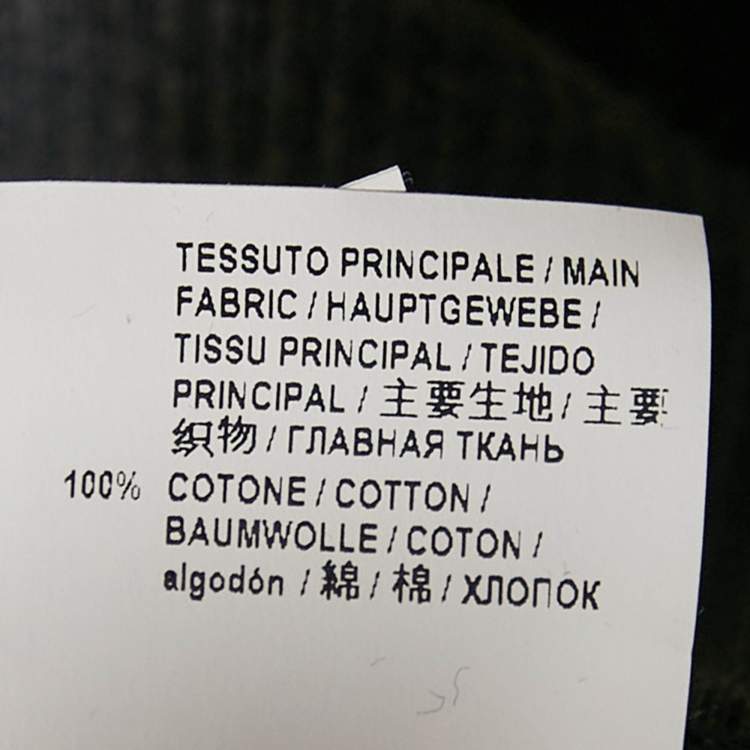 TESSUTO PRINCIPALE / MAIN
FABRIC / HAUPTGEWEBE /
TISSU PRINCIPAL / TEJIDO
PRINCIPAL / 主要生地 / 主要
织物 / ГЛАВНАЯ ТКАНЬ
100% COTONE / COTTON /
BAUMWOLLE / COTON /
algodón / 綿 / 棉 / ХЛОПОК